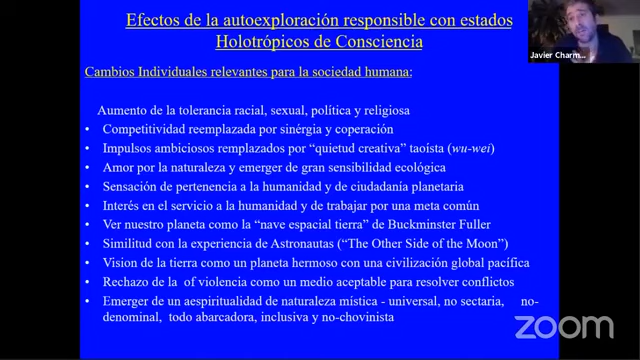 Efectos de la autoexploración responsible con estados
Holotrópicos de Consciencia
Javier Charm...
Cambios Individuales relevantes para la sociedad humana:
Aumento de la tolerancia racial, sexual, política y religiosa
• Competitividad reemplazada por sinérgia y coperación
• Impulsos ambiciosos remplazados por “quietud creativa” taoísta (wu-wei)
• Amor por la naturaleza y emerger de gran sensibilidad ecológica
• Sensación de pertenencia a la humanidad y de ciudadanía planetaria
• Interés en el servicio a la humanidad y de trabajar por una meta común
• Ver nuestro planeta como la “nave espacial tierra” de Buckminster Fuller
• Similitud con la experiencia de Astronautas (“The Other Side of the Moon”)
• Vision de la tierra como un planeta hermoso con una civilización global pacífica
• Rechazo de la of violencia como un medio aceptable para resolver conflictos
• Emerger de un aespiritualidad de naturaleza mística - universal, no sectaria, no-
denominal, todo abarcadora, inclusiva y no-chovinista
zoom